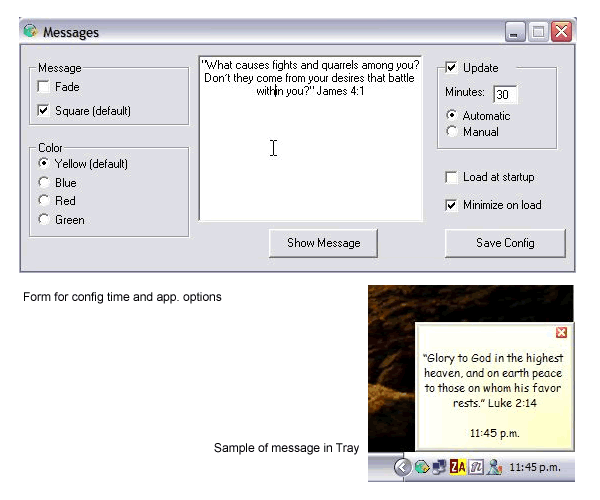 Messages
Message
Fade
Square (default)
Color
Yellow (default)
Blue
Red
Green
"What causes fights and quarrels among you?
Don't they come from your desires that battle
within you?" James 4:1
Show Message
Update
Minutes: 30
Automatic
Manual
Load at startup
Minimize on load
Save Config
Form for config time and app. options
"Glory to God in the highest
heaven, and on earth peace
to those on whom his favor
rests." Luke 2:14
11:45 p.m.
Sample of message in Tray
ZA
11:45 p.m.